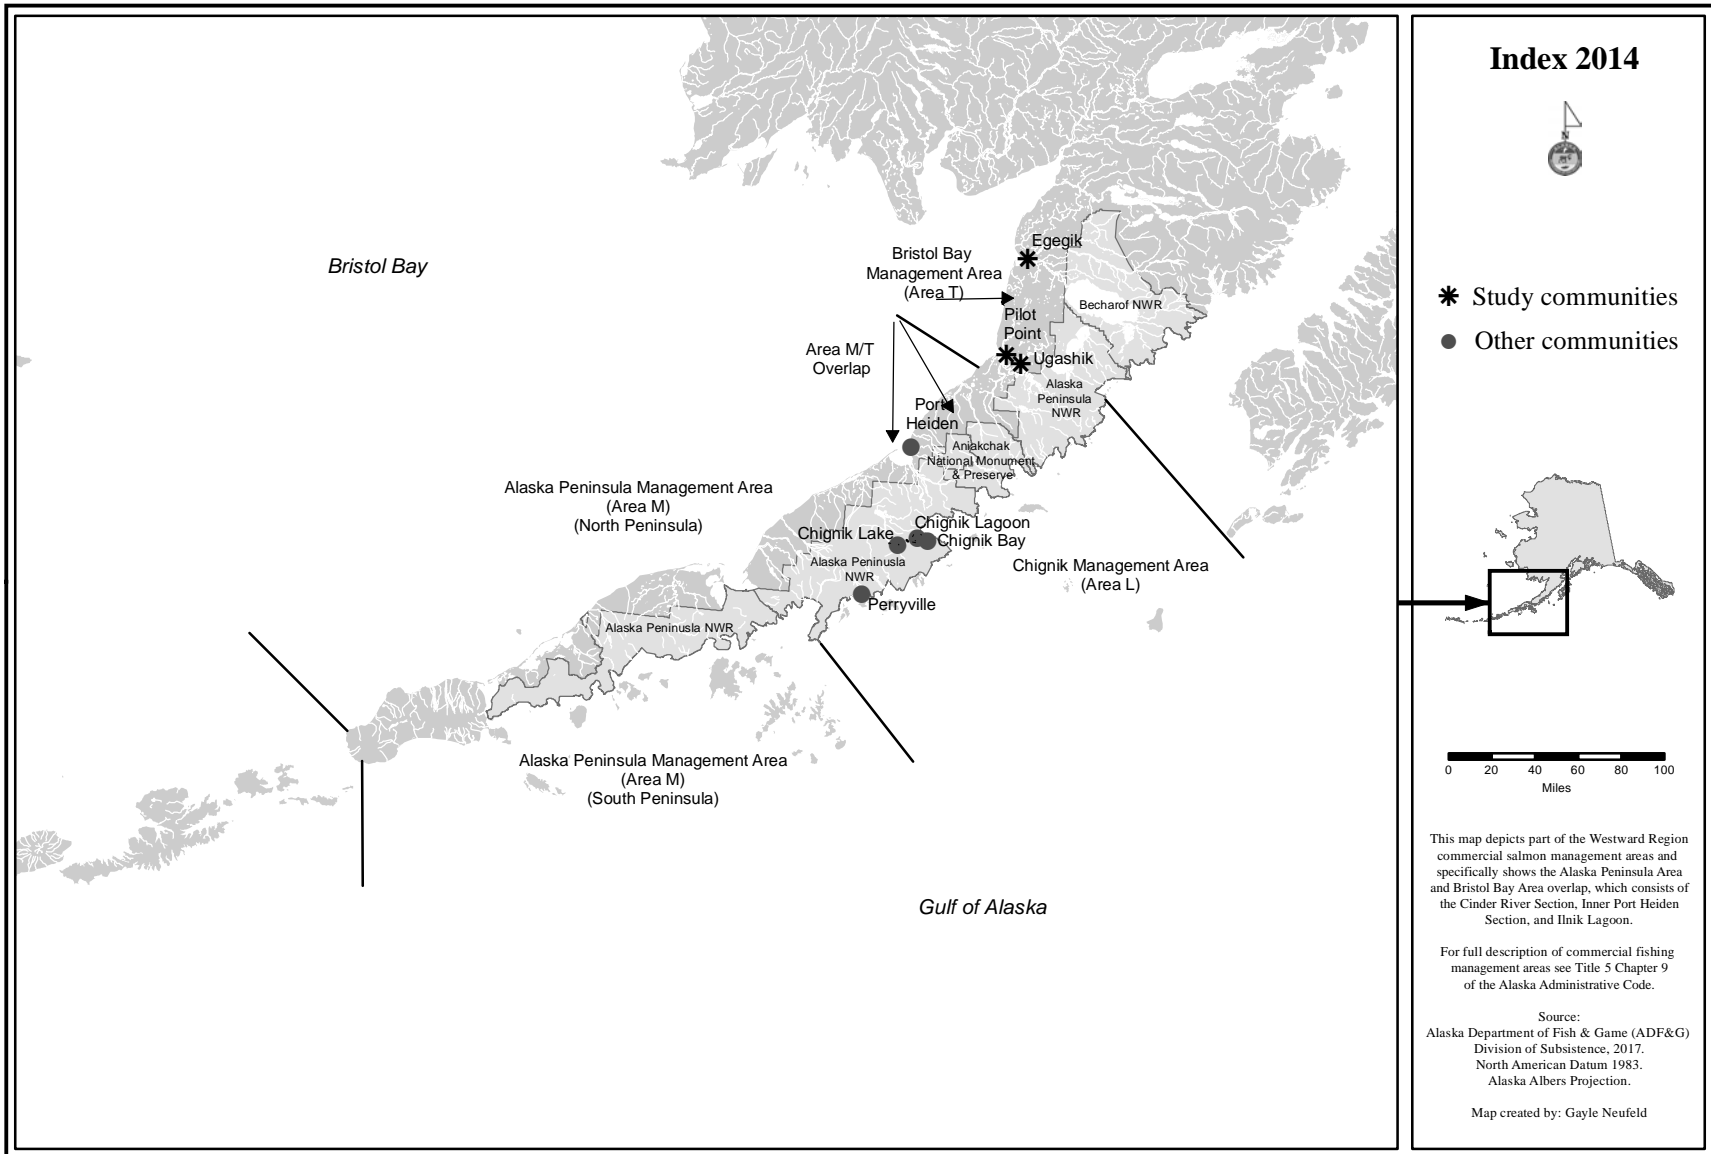 Index 2014
N
Study communities
Other communities
Bristol Bay
Bristol Bay
Management Area
(Area T)
Egegik
Becharof NWR
Pilot
Point
Ugashik
Area M/T
Overlap
Alaska
Peninsula
NWR
Port
Heiden
Aniakchak
National Monument
& Preserve
Alaska Peninsula Management Area
(Area M)
(North Peninsula)
Chignik Lagoon
Chignik Lake
Chignik Bay
Alaska Peninusla
NWR
Chignik Management Area
(Area L)
Perryville
Alaska Peninusla NWR
Alaska Peninsula Management Area
(Area M)
(South Peninsula)
Gulf of Alaska
0 20 40 60 80 100
Miles
This map depicts part of the Westward Region
commercial salmon management areas and
specifically shows the Alaska Peninsula Area
and Bristol Bay Area overlap, which consists of
the Cinder River Section, Inner Port Heiden
Section, and Ilnik Lagoon.
For full description of commercial fishing
management areas see Title 5 Chapter 9
of the Alaska Administrative Code.
Source:
Alaska Department of Fish & Game (ADF&G)
Division of Subsistence, 2017.
North American Datum 1983.
Alaska Albers Projection.
Map created by: Gayle Neufeld